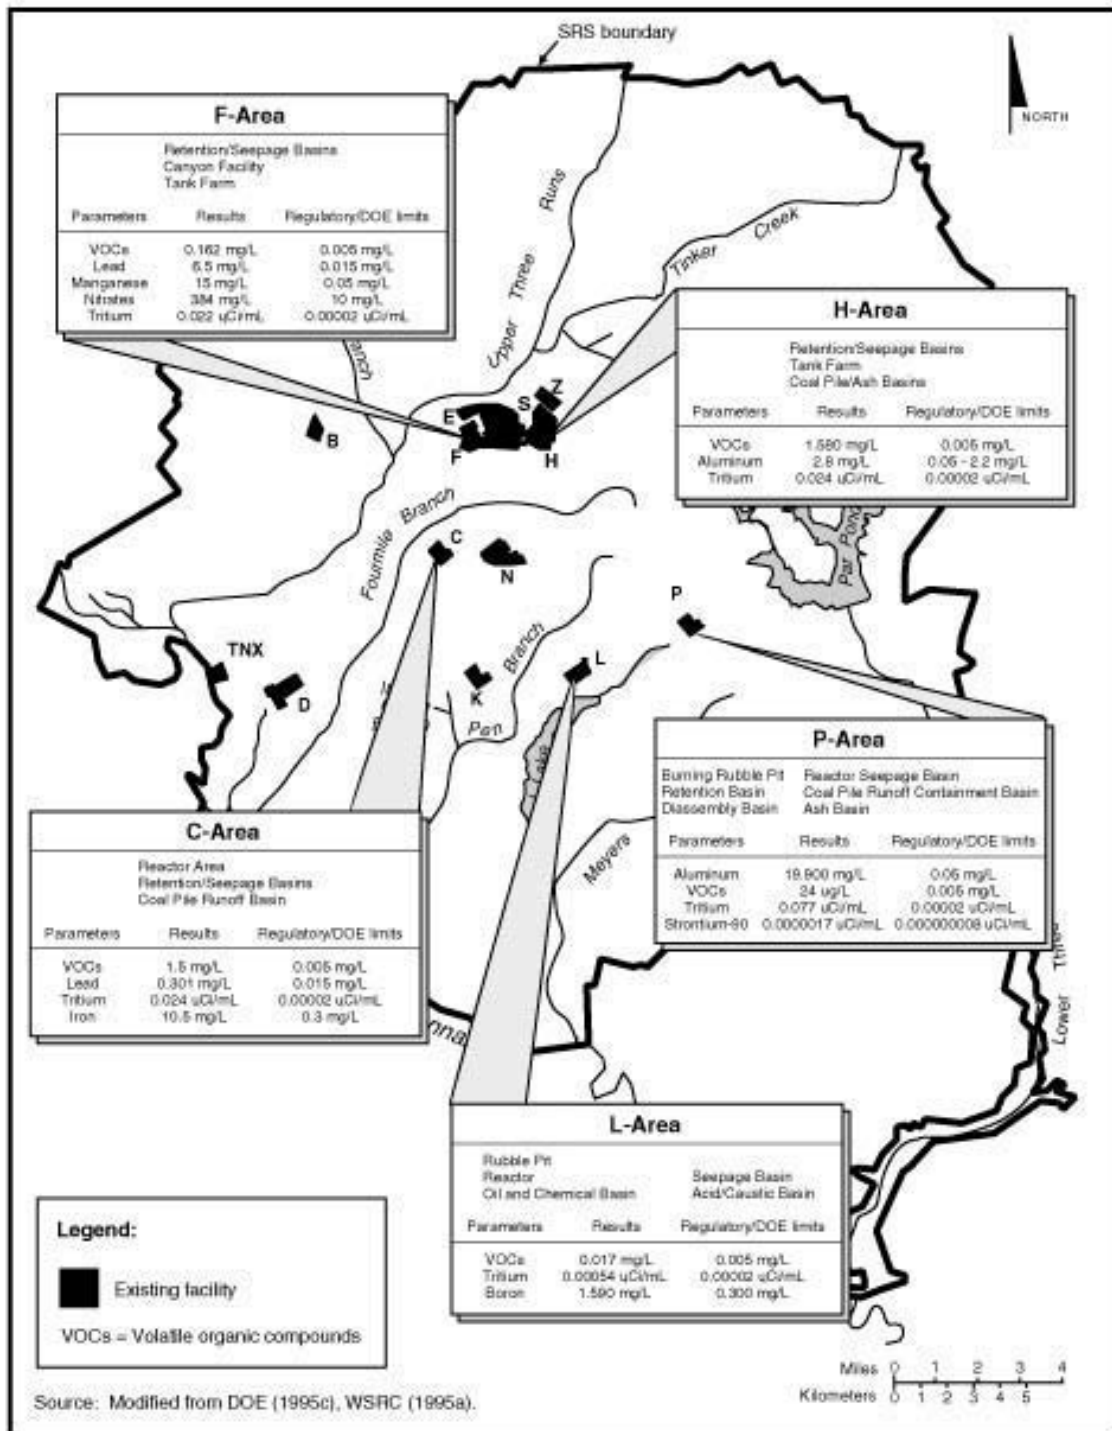 SRS boundary
NORTH
F-Area
Retention/Seepage Basins
Canyon Facility
Tank Farm
Parameters Results Regulatory/DOE limits
VOCs 0.162 mg/L 0.005 mg/L
Lead 6.5 mg/L 0.015 mg/L
Manganese 15 mg/L 0.05 mg/L
Nitrates 384 mg/L 10 mg/L
Tritium 0.022 uCi/mL 0.00002 uCi/mL
Upper Three Runs
Tinker Creek
H-Area
Retention/Seepage Basins
Tank Farm
Coal Pile/Ash Basins
Parameters Results Regulatory/DOE limits
VOCs 1.580 mg/L 0.005 mg/L
Aluminum 2.8 mg/L 0.05 - 2.2 mg/L
Tritium 0.024 uCi/mL 0.00002 uCi/mL
anch
Z
S
E
B
F
H
Fourmile Branch
C
N
Par Pond
P
TNX
D
K
Pen Branch
L
Lake
P-Area
Burning Rubble Pit Reactor Seepage Basin
Retention Basin Coal Pile Runoff Containment Basin
Disassembly Basin Ash Basin
Parameters Results Regulatory/DOE limits
Aluminum 19.900 mg/L 0.05 mg/L
VOCs 24 ug/L 0.005 mg/L
Tritium 0.077 uCi/mL 0.00002 uCi/mL
Strontium-90 0.0000017 uCi/mL 0.000000008 uCi/mL
C-Area
Reactor Area
Retention/Seepage Basins
Coal Pile Runoff Basin
Parameters Results Regulatory/DOE limits
VOCs 1.5 mg/L 0.005 mg/L
Lead 0.301 mg/L 0.015 mg/L
Tritium 0.024 uCi/mL 0.00002 uCi/mL
Iron 10.5 mg/L 0.3 mg/L
Meyers
Lower Three
nna
L-Area
Rubble Pit
Reactor Seepage Basin
Oil and Chemical Basin Acid/Caustic Basin
Parameters Results Regulatory/DOE limits
VOCs 0.017 mg/L 0.005 mg/L
Tritium 0.00054 uCi/mL 0.00002 uCi/mL
Boron 1.590 mg/L 0.300 mg/L
Legend:
Existing facility
VOCs = Volatile organic compounds
Miles 0 1 2 3 4
Kilometers 0 1 2 3 4 5
Source: Modified from DOE (1995c), WSRC (1995a).